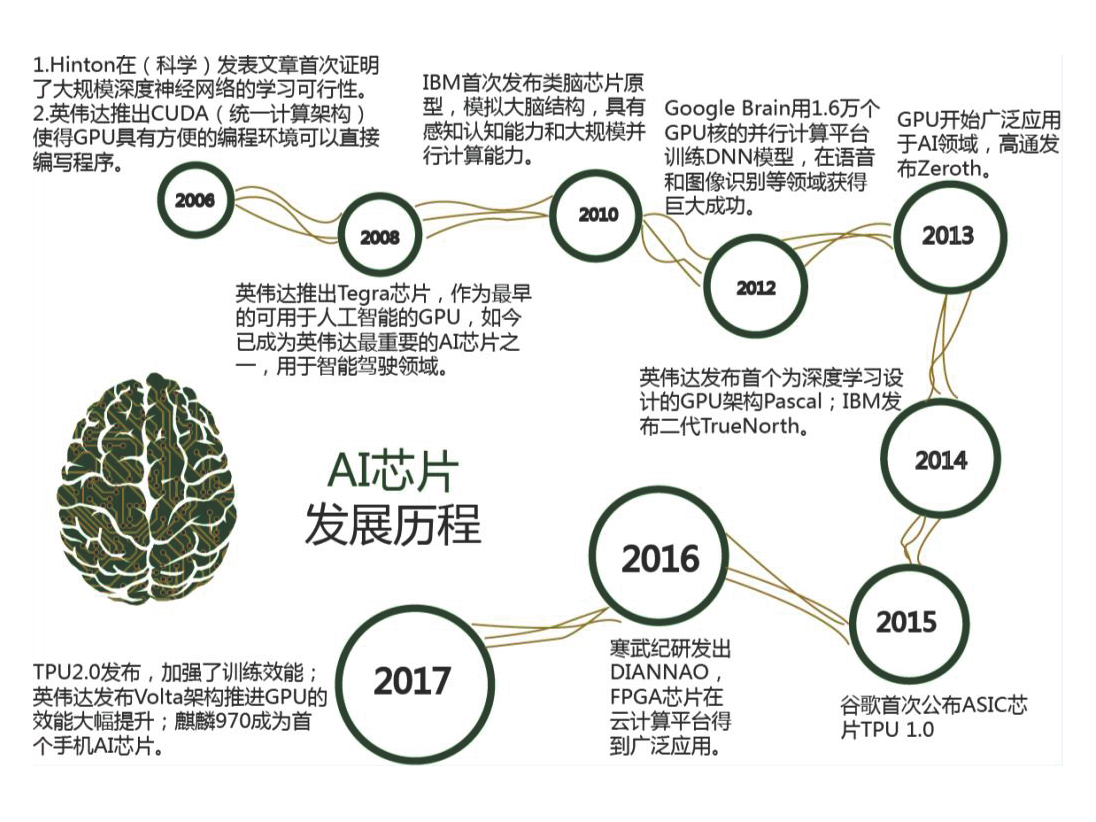 1.Hinton在（科学）发表文章首次证明
了大规模深度神经网络的学习可行性。
2.英伟达推出CUDA（统一计算架构）
使得GPU具有方便的编程环境可以直接
编写程序。
2006
英伟达推出Tegra芯片，作为最早
的可用于人工智能的GPU，如今
已成为英伟达最重要的AI芯片之
一，用于智能驾驶领域。
2008
IBM首次发布类脑芯片原
型，模拟大脑结构，具有
感知认知能力和大规模并
行计算能力。
2010
Google Brain用1.6万个
GPU核的并行计算平台
训练DNN模型，在语音
和图像识别等领域获得
巨大成功。
2012
GPU开始广泛应用
于AI领域，高通发
布Zeroth。
2013
英伟达发布首个为深度学习设
计的GPU架构Pascal；IBM发
布二代TrueNorth。
2014
AI芯片
发展历程
2015
谷歌首次公布ASIC芯
片TPU 1.0
2016
寒武纪研发出
DIANNAO，
FPGA芯片在
云计算平台得
到广泛应用。
2017
TPU2.0发布，加强了训练效能；
英伟达发布Volta架构推进GPU的
效能大幅提升；麒麟970成为首
个手机AI芯片。